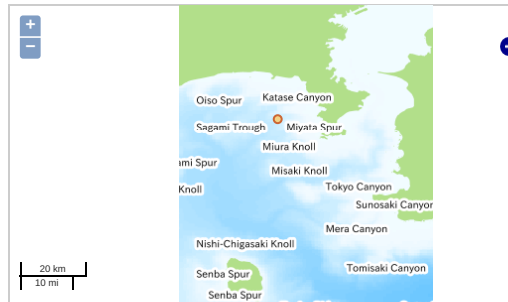 +
−
Oiso Spur
Katase Canyon
Sagami Trough
Miyata Spur
Miura Knoll
ami Spur
Misaki Knoll
Knoll
Tokyo Canyon
Sunosaki Canyon
Mera Canyon
Nishi-Chigasaki Knoll
Tomisaki Canyon
Senba Spur
Senba Spur
20 km
10 mi